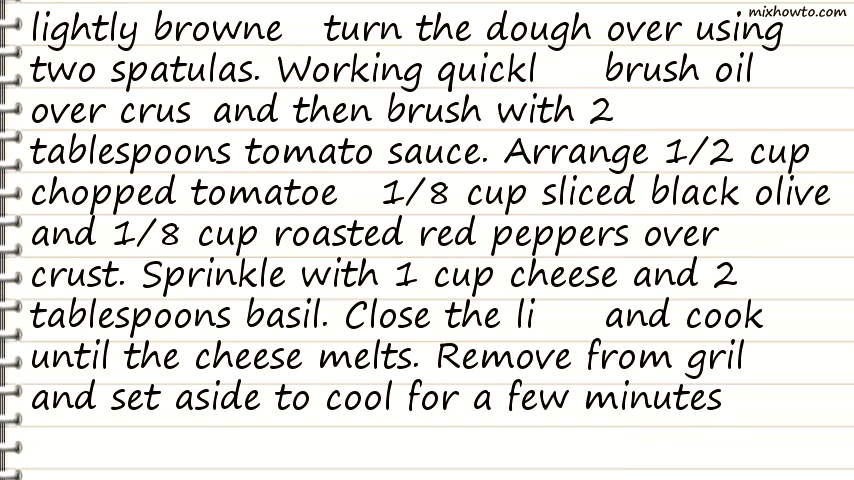 mixhowto.com
lightly browne turn the dough over using
two spatulas. Working quickl brush oil
over crus and then brush with 2
tablespoons tomato sauce. Arrange 1/2 cup
chopped tomatoe 1/8 cup sliced black olive
and 1/8 cup roasted red peppers over
crust. Sprinkle with 1 cup cheese and 2
tablespoons basil. Close the li and cook
until the cheese melts. Remove from gril
and set aside to cool for a few minutes